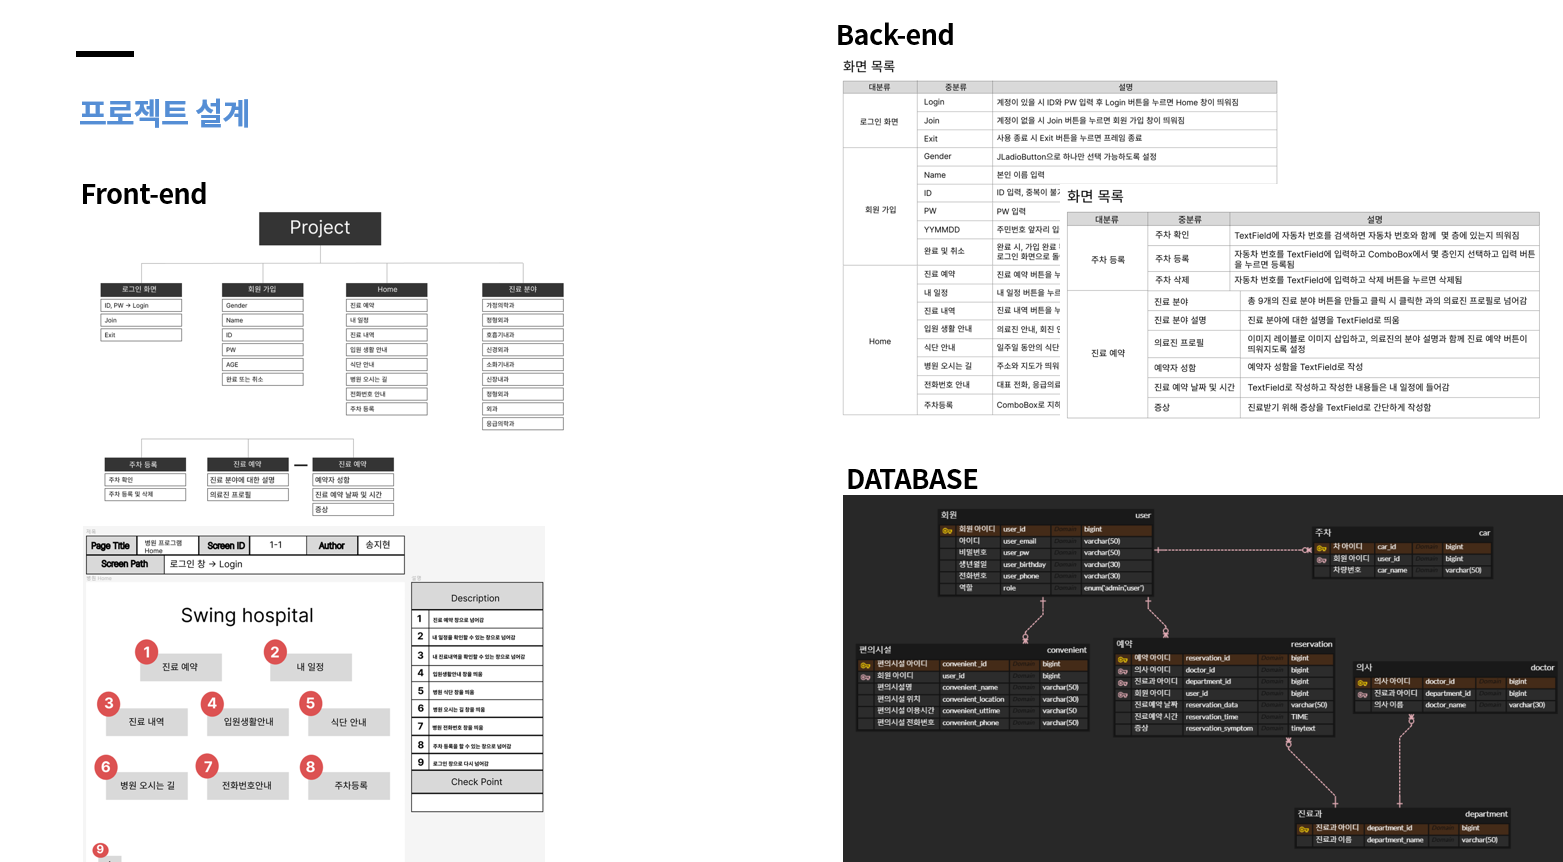 프로젝트 설계
Front-end
Project
로그인 화면
ID, PW → Login
Join
Exit
회원 가입
Gender
Name
ID
PW
AGE
완료 또는 취소
Home
진료 예약
내 일정
진료 내역
입원 생활 안내
식단 안내
병원 오시는 길
전화번호 안내
주차 등록
진료 분야
가정의학과
정형외과
호흡기내과
신경외과
소화기내과
신장내과
정형외과
외과
응급의학과
주차 등록
주차 확인
주차 등록 및 삭제
진료 예약
진료 분야에 대한 설명
의료진 프로필
진료 예약
예약자 성함
진료 예약 날짜 및 시간
증상
Page Title
병원 프로그램
Home
Screen ID
1-1
Author
송지현
Screen Path
로그인 창 → Login
병원 Home
설명
Swing hospital
1
진료 예약
2
내 일정
3
진료 내역
4
입원생활안내
5
식단 안내
6
병원 오시는 길
7
전화번호안내
8
주차등록
9
Description
1 진료 예약 창으로 넘어감
2 내 일정을 확인할 수 있는 창으로 넘어감
3 내 진료내역을 확인할 수 있는 창으로 넘어감
4 입원생활안내 창을 띄움
5 병원 식단 창을 띄움
6 병원 오시는 길 창을 띄움
7 병원 전화번호 창을 띄움
8 주차 등록을 할 수 있는 창으로 넘어감
9 로그인 창으로 다시 넘어감
Check Point
Back-end
화면 목록
대분류 중분류 설명
로그인 화면
Login 계정이 있을 시 ID와 PW 입력 후 Login 버튼을 누르면 Home 창이 띄워짐
Join 계정이 없을 시 Join 버튼을 누르면 회원 가입 창이 띄워짐
Exit 사용 종료 시 Exit 버튼을 누르면 프레임 종료
회원 가입
Gender JLadioButton으로 하나만 선택 가능하도록 설정
Name 본인 이름 입력
ID ID 입력, 중복이 불
PW PW 입력
YYMMDD 주민번호 앞자리 입
완료 및 취소 완료 시, 가입 완료
로그인 화면으로 돌
Home
진료 예약 진료 예약 버튼을 누
내 일정 내 일정 버튼을 누르
진료 내역 진료 내역 버튼을 누
입원 생활 안내 의료진 안내, 회진
식단 안내 일주일 동안의 식단
병원 오시는 길 주소와 지도가 띄워
전화번호 안내 대표 전화, 응급의료
주차등록 ComboBox로 지하
화면 목록
대분류 중분류 설명
주차 등록
주차 확인 TextField에 자동차 번호를 검색하면 자동차 번호와 함께 몇 층에 있는지 띄워짐
주차 등록 자동차 번호를 TextField에 입력하고 ComboBox에서 몇 층인지 선택하고 입력 버튼
을 누르면 등록됨
주차 삭제 자동차 번호를 TextField에 입력하고 삭제 버튼을 누르면 삭제됨
진료 예약
진료 분야 총 9개의 진료 분야 버튼을 만들고 클릭 시 클릭한 과의 의료진 프로필로 넘어감
진료 분야 설명 진료 분야에 대한 설명을 TextField로 띄움
의료진 프로필 이미지 레이블로 이미지 삽입하고, 의료진의 분야 설명과 함께 진료 예약 버튼이
띄워지도록 설정
예약자 성함 예약자 성함을 TextField로 작성
진료 예약 날짜 및 시간 TextField로 작성하고 작성한 내용들은 내 일정에 들어감
증상 진료받기 위해 증상을 TextField로 간단하게 작성함
DATABASE
회원 user
회원 아이디 user_id Domain bigint
아이디 user_email Domain varchar(50)
비밀번호 user_pw Domain varchar(50)
생년월일 user_birthday Domain varchar(30)
전화번호 user_phone Domain varchar(30)
역할 role Domain enum('admin','user')
주차 car
차 아이디 car_id Domain bigint
회원 아이디 user_id Domain bigint
차량번호 car_name Domain varchar(50)
편의시설 convenient
편의시설 아이디 convenient_id Domain bigint
회원 아이디 user_id Domain bigint
편의시설명 convenient_name Domain varchar(50)
편의시설 위치 convenient_location Domain varchar(30)
편의시설 이용시간 convenient_uttime Domain varchar(50
편의시설 전화번호 convenient_phone Domain varchar(50)
예약 reservation
예약 아이디 reservation_id Domain bigint
의사 아이디 doctor_id Domain bigint
진료과 아이디 department_id Domain bigint
회원 아이디 user_id Domain bigint
진료예약 날짜 reservation_data Domain varchar(50)
진료예약 시간 reservation_time Domain TIME
증상 reservation_symptom Domain tinytext
의사 doctor
의사 아이디 doctor_id Domain bigint
진료과 아이디 department_id Domain bigint
의사 이름 doctor_name Domain varchar(30)
진료과 department
진료과 아이디 department_id Domain bigint
진료과 이름 department_name Domain varchar(50)